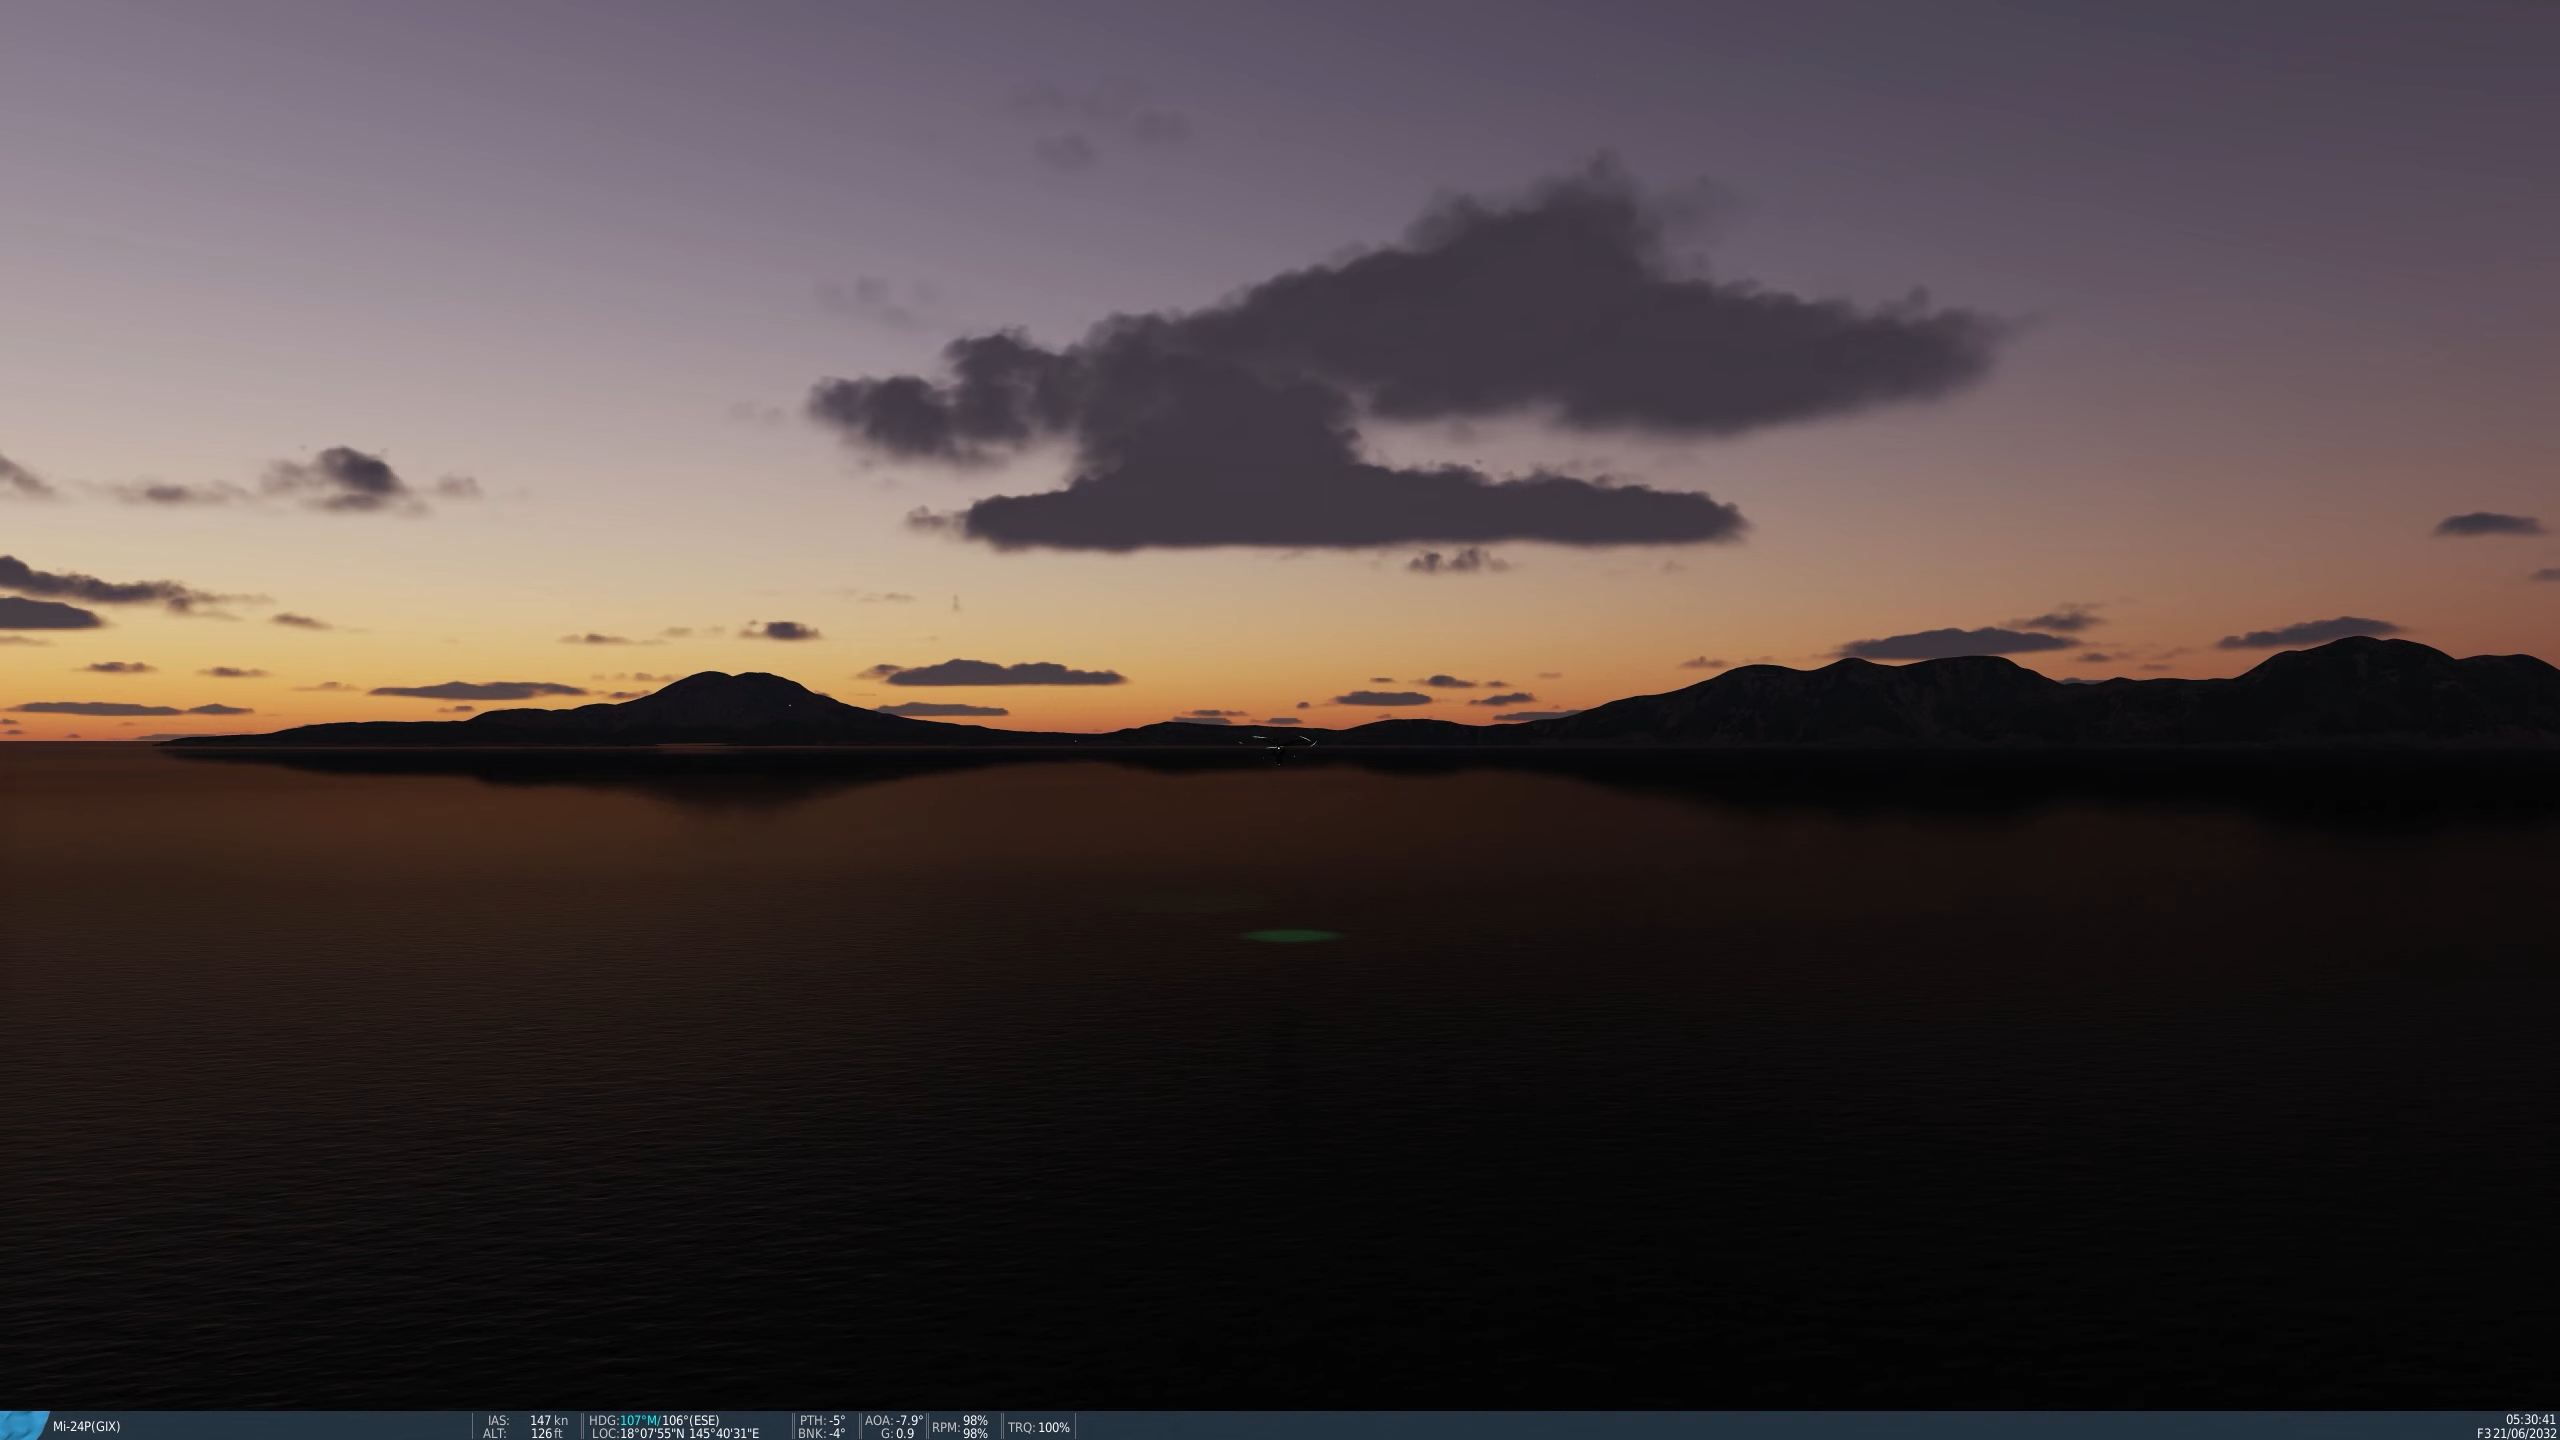 Mi-24P(GIX)
IAS: 147 kn
ALT: 126 ft
HDG:107°M/106°(ESE)
LOC:18°07'55"N 145°40'31"E
PTH: -5°
BNK: -4°
AOA: -7.9°
G: 0.9
RPM: 98%
98%
TRQ: 100%
05:30:41
F3 21/06/2032